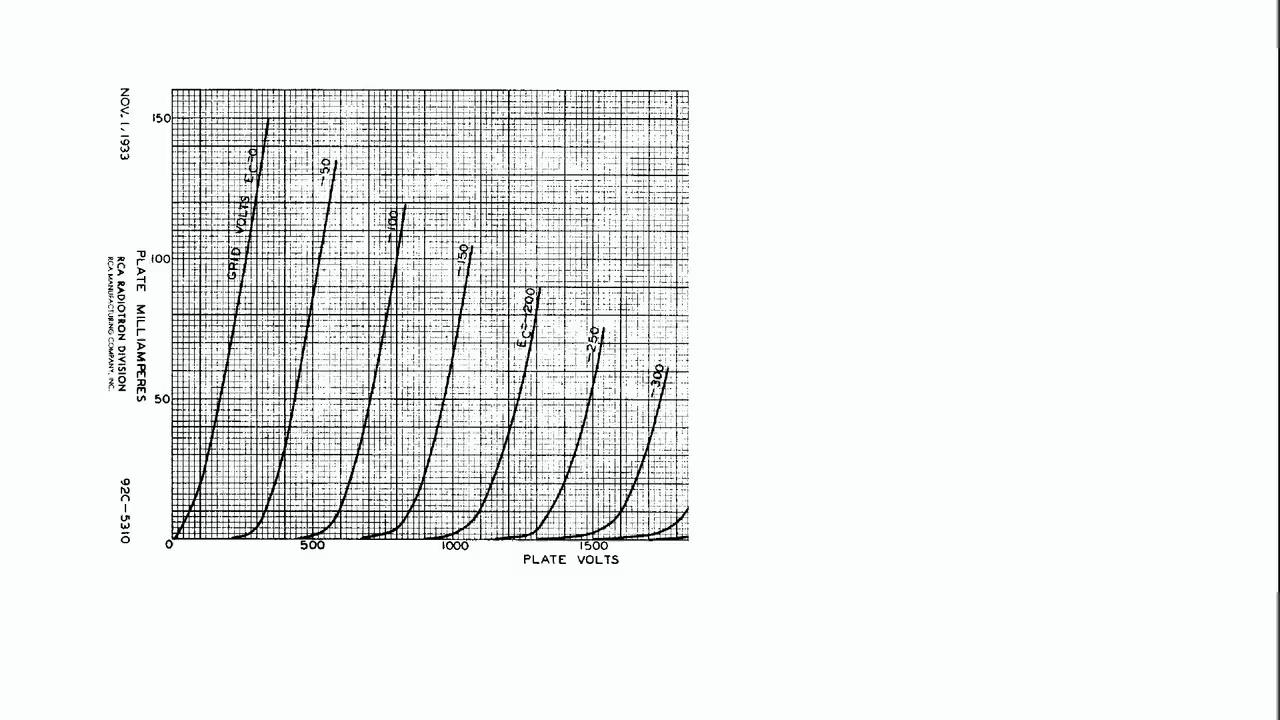 NOV. 1, 1933
PLATE MILLIAMPERES
RCA RADIOTRON DIVISION
RCA MANUFACTURING COMPANY, INC.
92C-5310
150
100
50
0
500
1000
1500
PLATE VOLTS
GRID VOLTS EC=0
-50
-100
-150
EC=-200
-250
-300